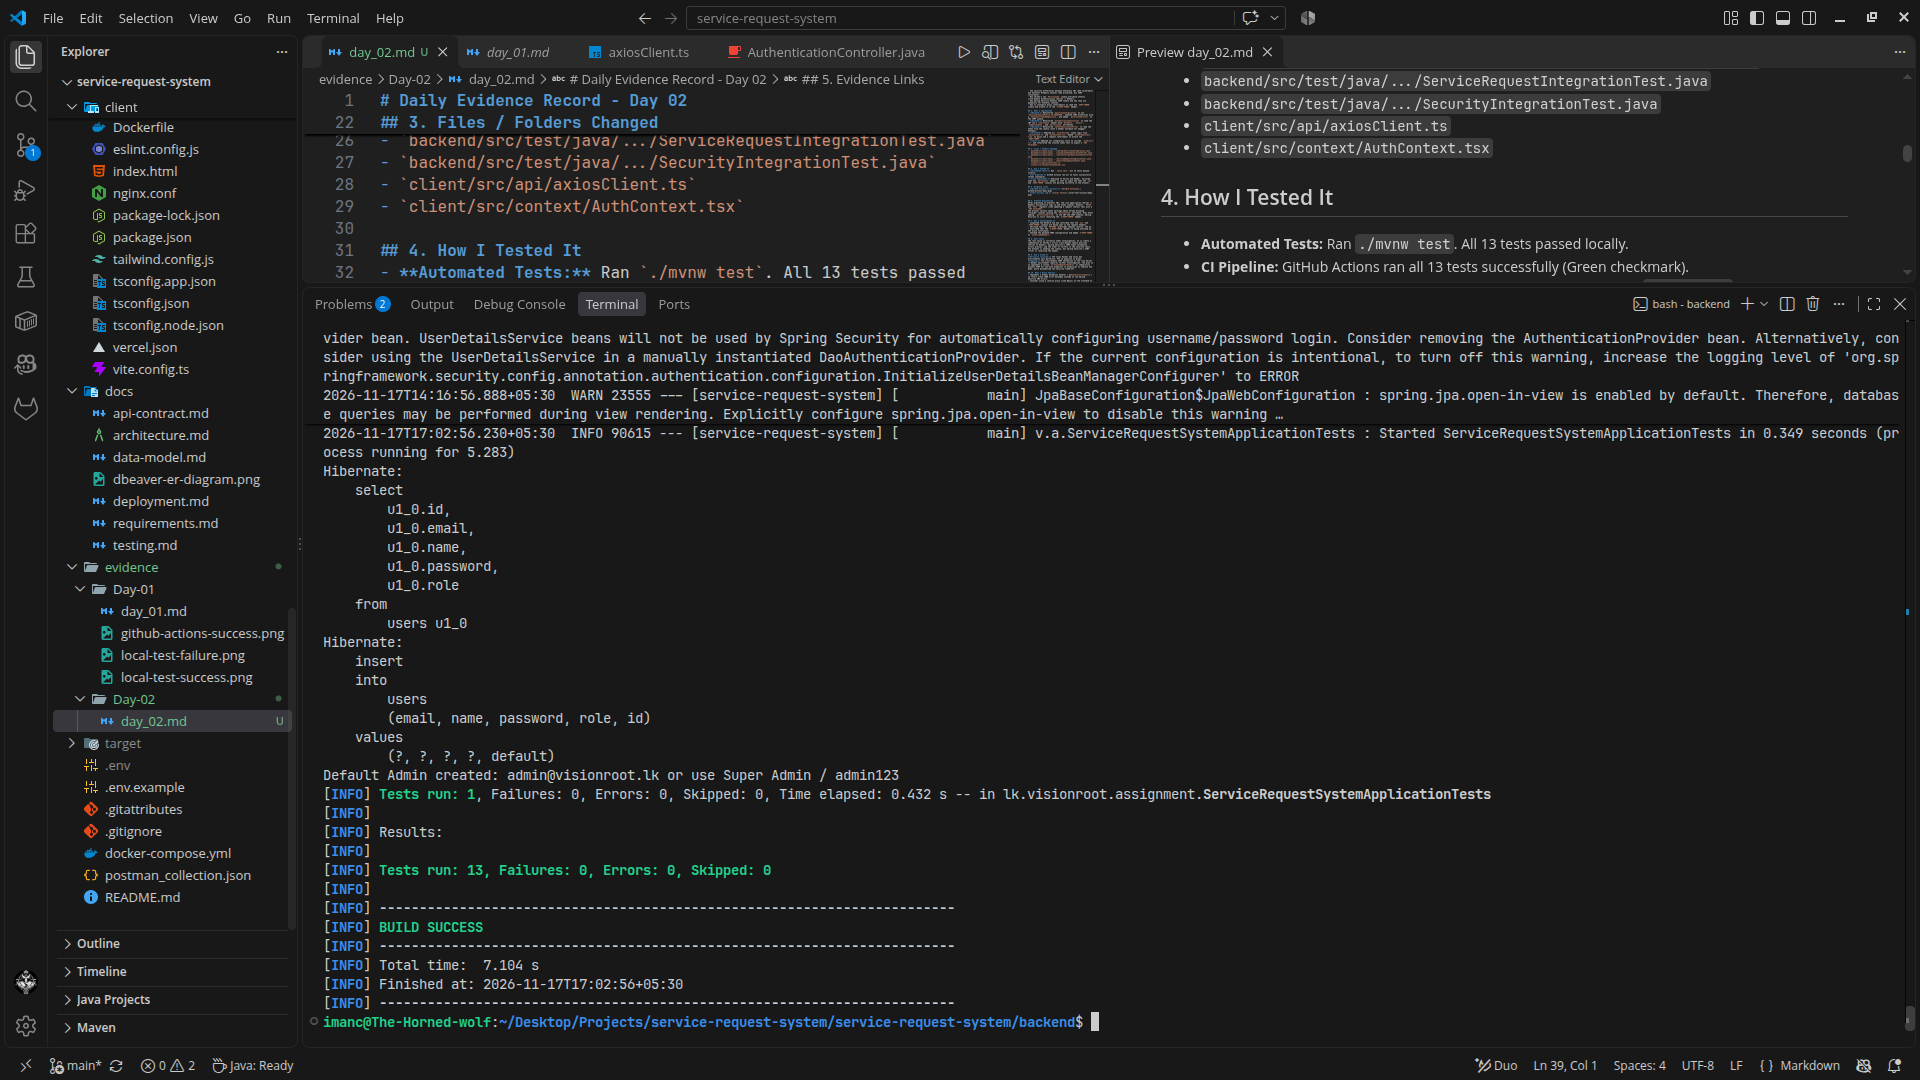 File Edit Selection View Go Run Terminal Help
service-request-system
Explorer
service-request-system
client
Dockerfile
eslint.config.js
index.html
nginx.conf
package-lock.json
package.json
tailwind.config.js
tsconfig.app.json
tsconfig.json
tsconfig.node.json
vercel.json
vite.config.ts
docs
api-contract.md
architecture.md
data-model.md
dbeaver-er-diagram.png
deployment.md
requirements.md
testing.md
evidence
Day-01
day_01.md
github-actions-success.png
local-test-failure.png
local-test-success.png
Day-02
day_02.md U
target
.env
.env.example
.gitattributes
.gitignore
docker-compose.yml
postman_collection.json
README.md
Outline
Timeline
Java Projects
Maven
day_02.md U day_01.md axiosClient.ts AuthenticationController.java
evidence > Day-02 > day_02.md > # Daily Evidence Record - Day 02 > ## 5. Evidence Links
Text Editor
1 # Daily Evidence Record - Day 02
22 ## 3. Files / Folders Changed
26 - `backend/src/test/java/.../ServiceRequestIntegrationTest.java`
27 - `backend/src/test/java/.../SecurityIntegrationTest.java`
28 - `client/src/api/axiosClient.ts`
29 - `client/src/context/AuthContext.tsx`
30
31 ## 4. How I Tested It
32 - **Automated Tests:** Ran `./mvnw test`. All 13 tests passed
Preview day_02.md
backend/src/test/java/.../ServiceRequestIntegrationTest.java
backend/src/test/java/.../SecurityIntegrationTest.java
client/src/api/axiosClient.ts
client/src/context/AuthContext.tsx
4. How I Tested It
Automated Tests: Ran ./mvnw test. All 13 tests passed locally.
CI Pipeline: GitHub Actions ran all 13 tests successfully (Green checkmark).
Problems 2 Output Debug Console Terminal Ports
bash - backend
vider bean. UserDetailsService beans will not be used by Spring Security for automatically configuring username/password login. Consider removing the AuthenticationProvider bean. Alternatively, con
sider using the UserDetailsService in a manually instantiated DaoAuthenticationProvider. If the current configuration is intentional, to turn off this warning, increase the logging level of 'org.sp
ringframework.security.config.annotation.authentication.configuration.InitializeUserDetailsBeanManagerConfigurer' to ERROR
2026-11-17T14:16:56.888+05:30  WARN 23555 --- [service-request-system] [           main] JpaBaseConfiguration$JpaWebConfiguration : spring.jpa.open-in-view is enabled by default. Therefore, databas
e queries may be performed during view rendering. Explicitly configure spring.jpa.open-in-view to disable this warning …
2026-11-17T17:02:56.230+05:30  INFO 90615 --- [service-request-system] [           main] v.a.ServiceRequestSystemApplicationTests : Started ServiceRequestSystemApplicationTests in 0.349 seconds (pr
ocess running for 5.283)
Hibernate:
select
u1_0.id,
u1_0.email,
u1_0.name,
u1_0.password,
u1_0.role
from
users u1_0
Hibernate:
insert
into
users
(email, name, password, role, id)
values
(?, ?, ?, ?, default)
Default Admin created: admin@visionroot.lk or use Super Admin / admin123
[INFO] Tests run: 1, Failures: 0, Errors: 0, Skipped: 0, Time elapsed: 0.432 s -- in lk.visionroot.assignment.ServiceRequestSystemApplicationTests
[INFO]
[INFO] Results:
[INFO]
[INFO] Tests run: 13, Failures: 0, Errors: 0, Skipped: 0
[INFO]
[INFO] ------------------------------------------------------------------------
[INFO] BUILD SUCCESS
[INFO] ------------------------------------------------------------------------
[INFO] Total time:  7.104 s
[INFO] Finished at: 2026-11-17T17:02:56+05:30
[INFO] ------------------------------------------------------------------------
imanc@The-Horned-wolf:~/Desktop/Projects/service-request-system/service-request-system/backend$
main* 0 2 Java: Ready
Duo Ln 39, Col 1 Spaces: 4 UTF-8 LF { } Markdown